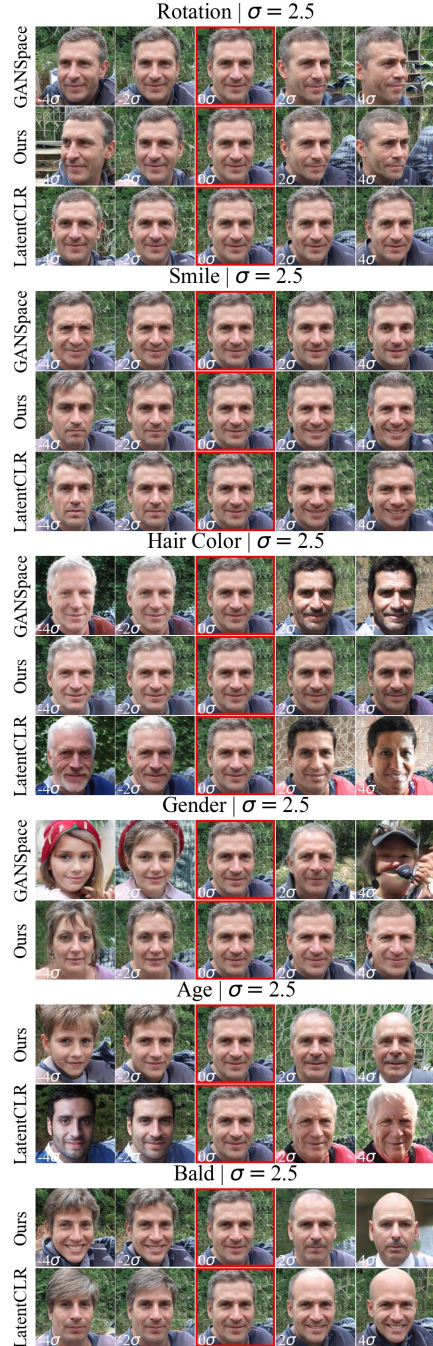 Rotation | σ = 2.5
GANSpace
-4σ -2σ 0σ 2σ 4σ
Ours
-4σ -2σ 0σ 2σ 4σ
LatentCLR
-4σ -2σ 0σ 2σ 4σ
Smile | σ = 2.5
GANSpace
-4σ -2σ 0σ 2σ 4σ
Ours
-4σ -2σ 0σ 2σ 4σ
LatentCLR
-4σ -2σ 0σ 2σ 4σ
Hair Color | σ = 2.5
GANSpace
-4σ -2σ 0σ 2σ 4σ
Ours
-4σ -2σ 0σ 2σ 4σ
LatentCLR
-4σ -2σ 0σ 2σ 4σ
Gender | σ = 2.5
GANSpace
-4σ -2σ 0σ 2σ 4σ
Ours
-4σ -2σ 0σ 2σ 4σ
Age | σ = 2.5
Ours
-4σ -2σ 0σ 2σ 4σ
LatentCLR
-4σ -2σ 0σ 2σ 4σ
Bald | σ = 2.5
Ours
-4σ -2σ 0σ 2σ 4σ
LatentCLR
-4σ -2σ 0σ 2σ 4σ